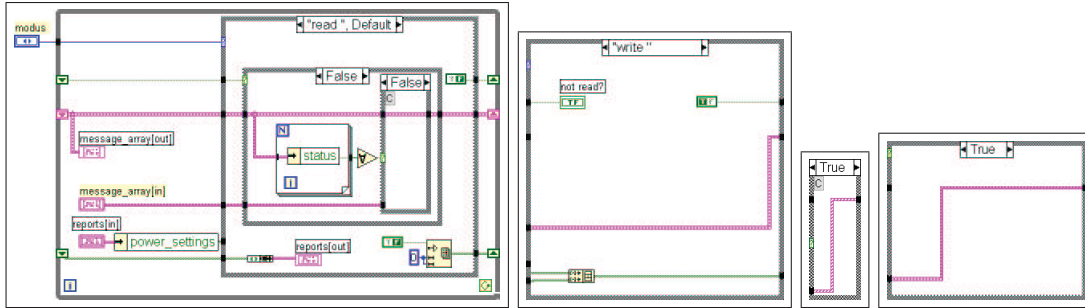 modus
"read ", Default
False
False
C
T F
message_array[out]
N
status
i
message_array[in]
reports[in]
power_settings
reports[out]
T F
0
i
"write "
not read?
T F
T F
True
C
True